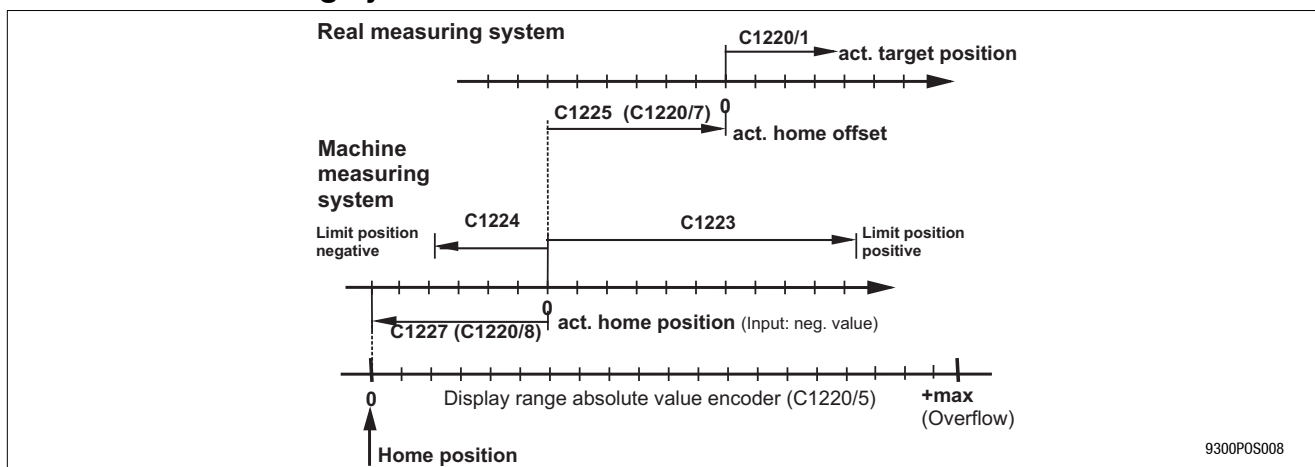 Real measuring system
C1220/1
act. target position
0
C1225 (C1220/7)
act. home offset
Machine
measuring
system
C1224
C1223
Limit position
negative
Limit position
positive
0
C1227 (C1220/8)
act. home position (Input: neg. value)
0
Display range absolute value encoder (C1220/5)
+max
(Overflow)
Home position
9300POS008